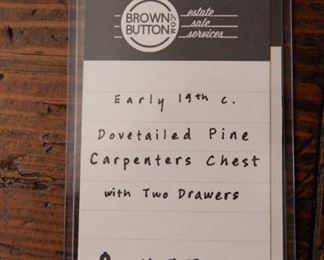 BROWN
BUTTON
.COM
estate
sale
services
Early 19th c.
Dovetailed Pine
Carpenters Chest
with Two Drawers